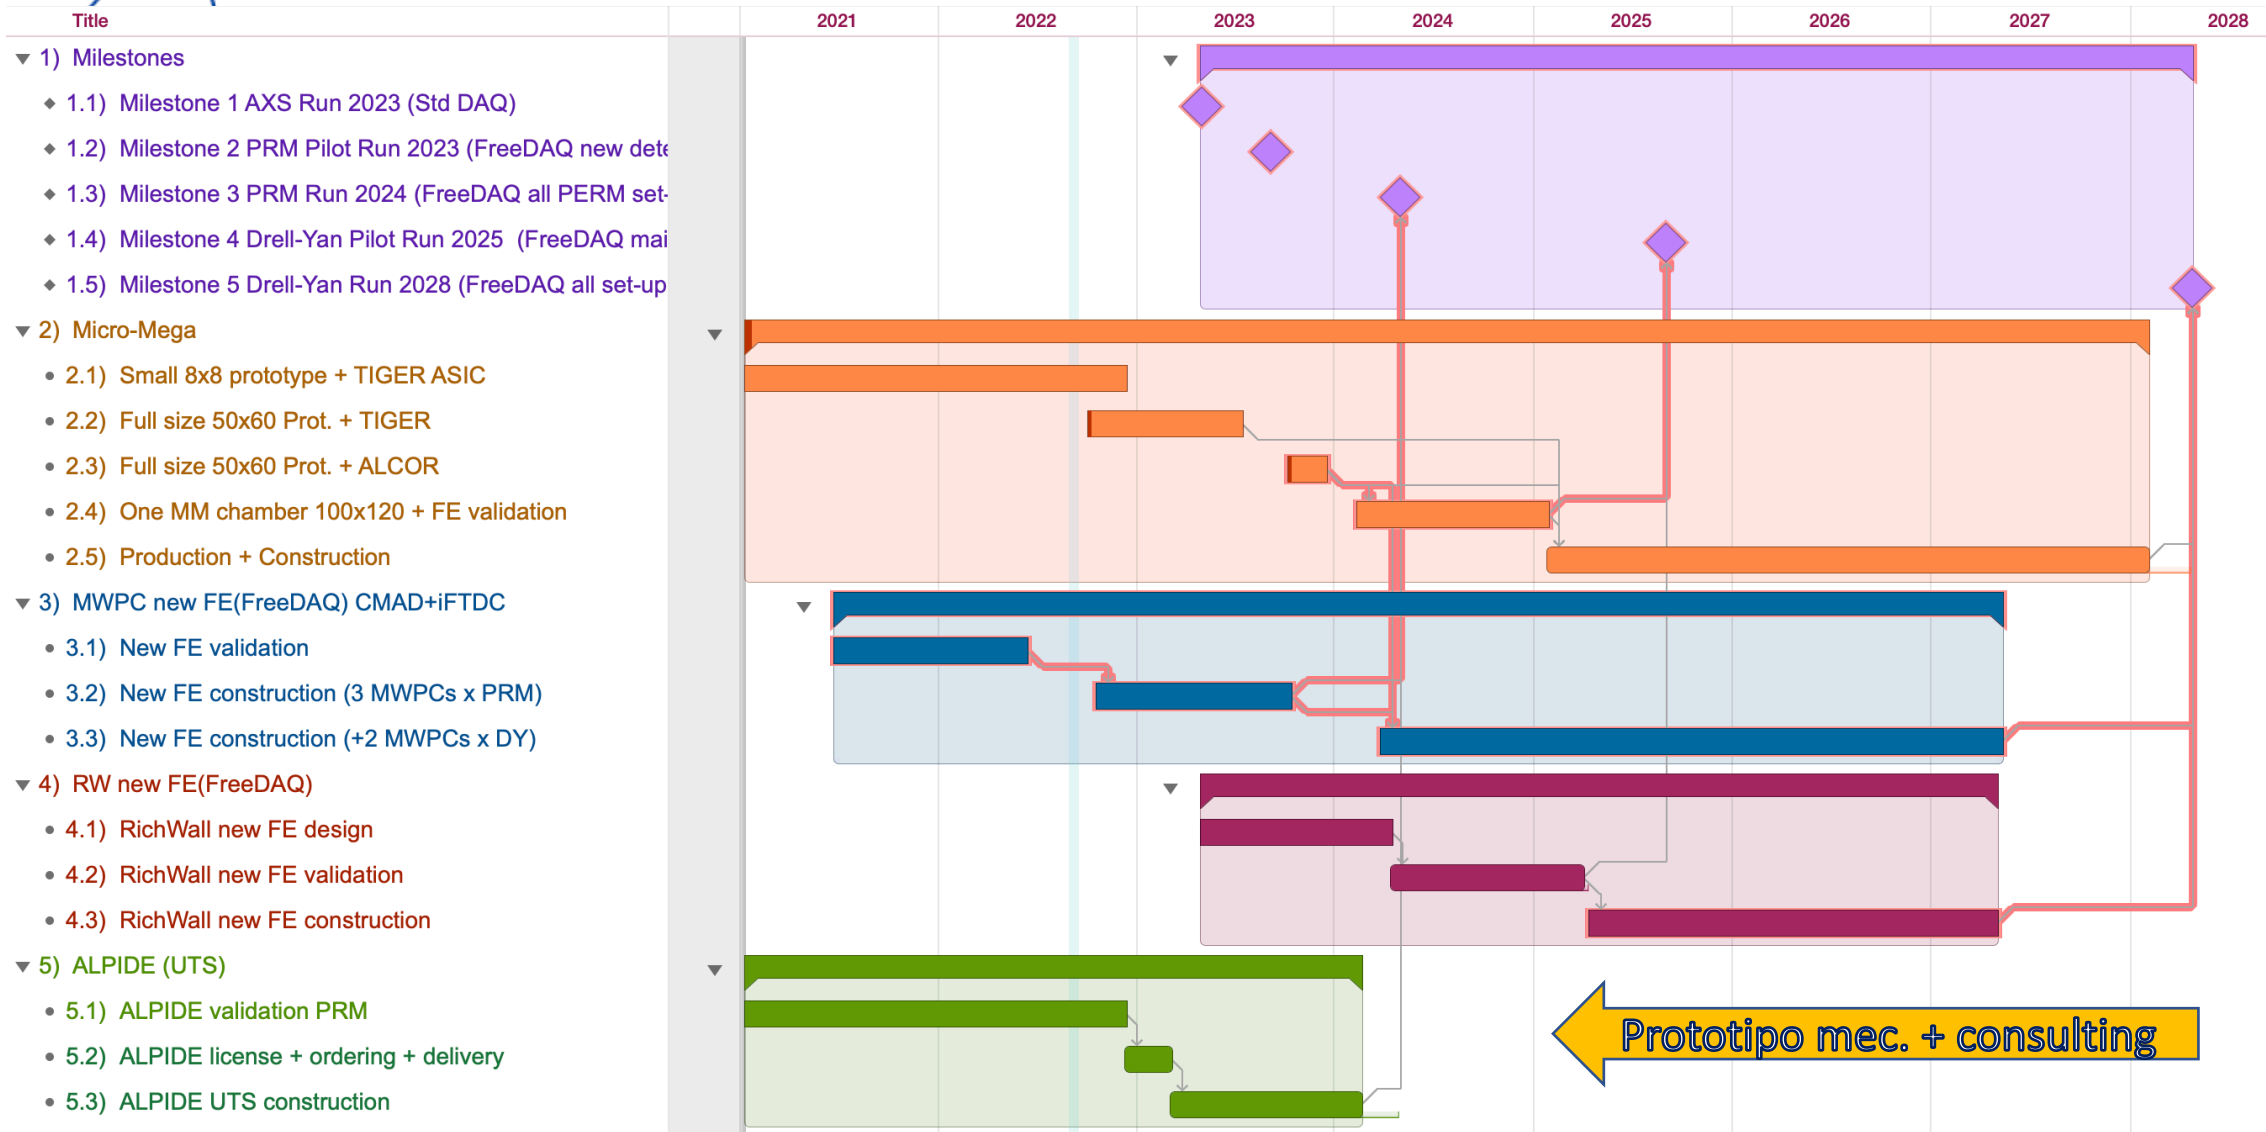 Title 2021 2022 2023 2024 2025 2026 2027 2028
1) Milestones
1.1) Milestone 1 AXS Run 2023 (Std DAQ)
1.2) Milestone 2 PRM Pilot Run 2023 (FreeDAQ new dete
1.3) Milestone 3 PRM Run 2024 (FreeDAQ all PERM set-
1.4) Milestone 4 Drell-Yan Pilot Run 2025 (FreeDAQ mai
1.5) Milestone 5 Drell-Yan Run 2028 (FreeDAQ all set-up
2) Micro-Mega
2.1) Small 8x8 prototype + TIGER ASIC
2.2) Full size 50x60 Prot. + TIGER
2.3) Full size 50x60 Prot. + ALCOR
2.4) One MM chamber 100x120 + FE validation
2.5) Production + Construction
3) MWPC new FE(FreeDAQ) CMAD+iFTDC
3.1) New FE validation
3.2) New FE construction (3 MWPCs x PRM)
3.3) New FE construction (+2 MWPCs x DY)
4) RW new FE(FreeDAQ)
4.1) RichWall new FE design
4.2) RichWall new FE validation
4.3) RichWall new FE construction
5) ALPIDE (UTS)
5.1) ALPIDE validation PRM
5.2) ALPIDE license + ordering + delivery
5.3) ALPIDE UTS construction
Prototipo mec. + consulting